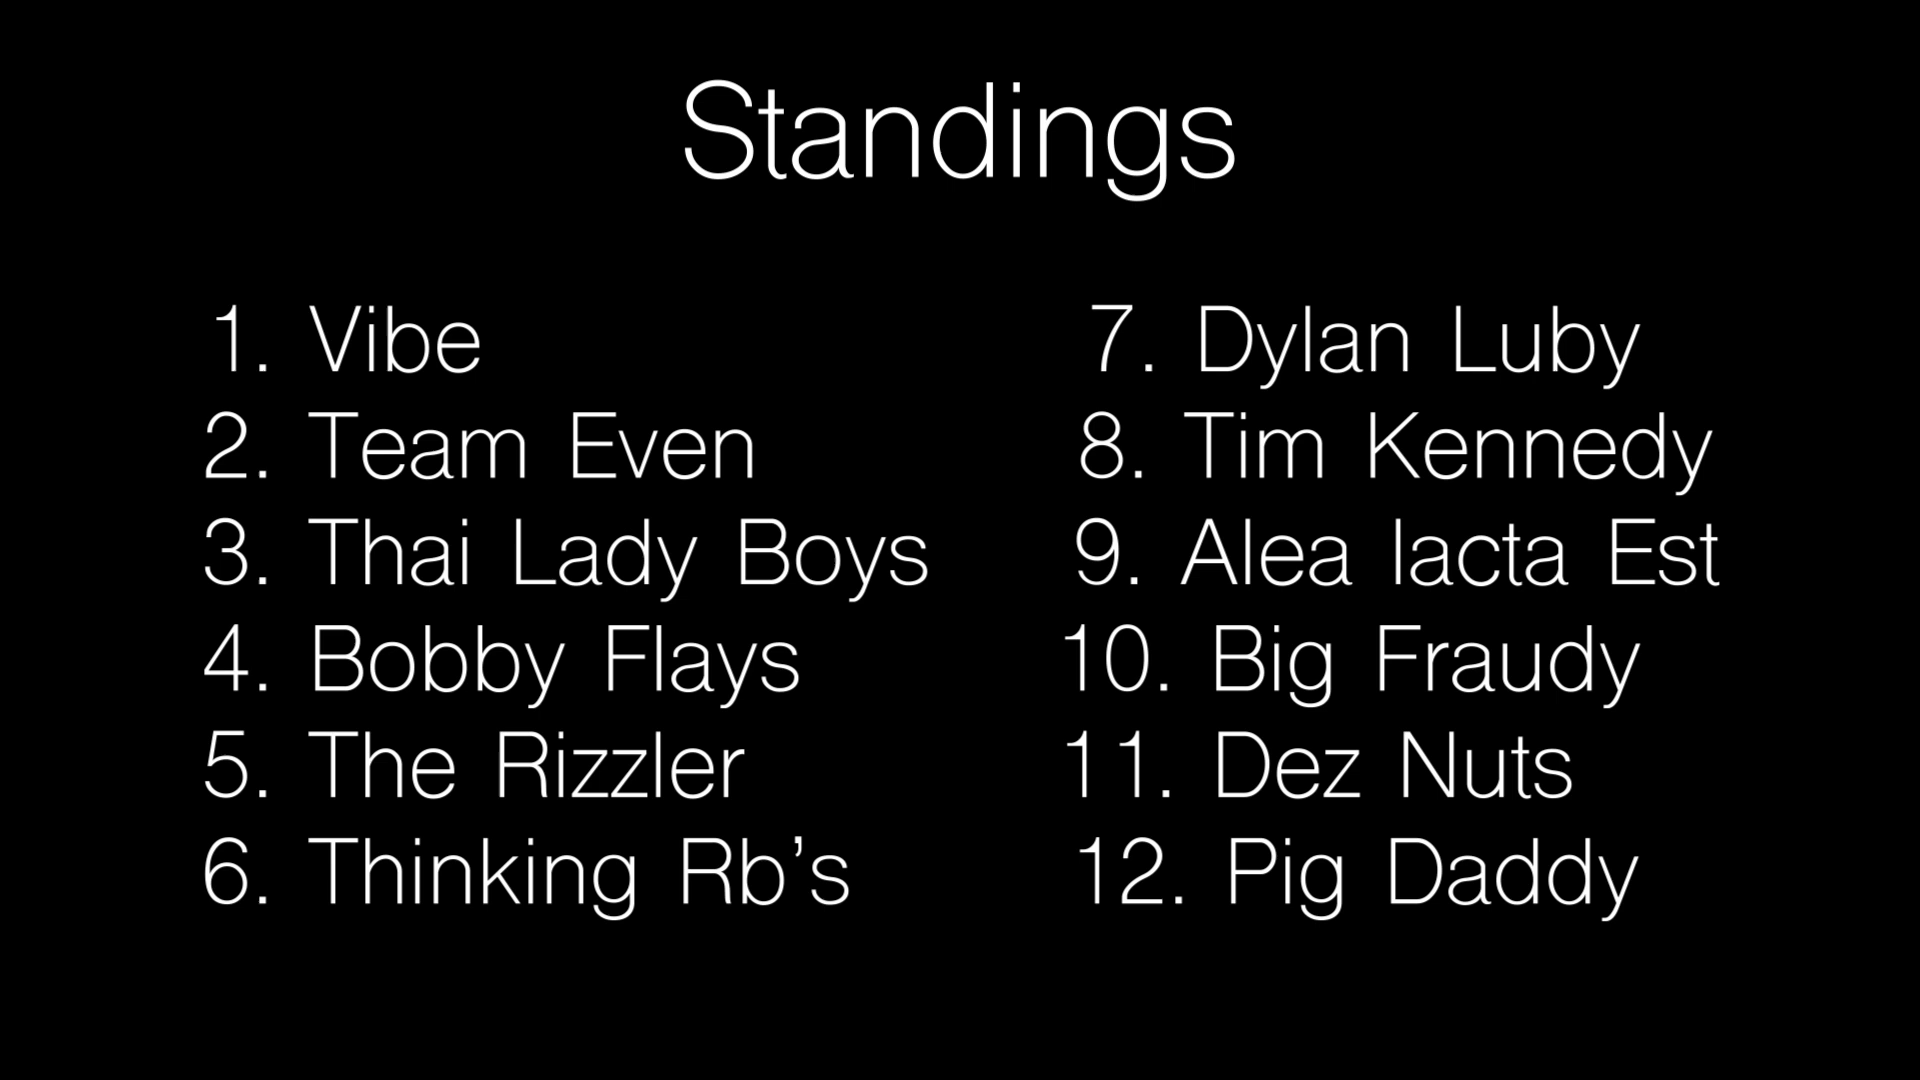 Standings
1. Vibe
2. Team Even
3. Thai Lady Boys
4. Bobby Flays
5. The Rizzler
6. Thinking Rb’s
7. Dylan Luby
8. Tim Kennedy
9. Alea Iacta Est
10. Big Fraudy
11. Dez Nuts
12. Pig Daddy